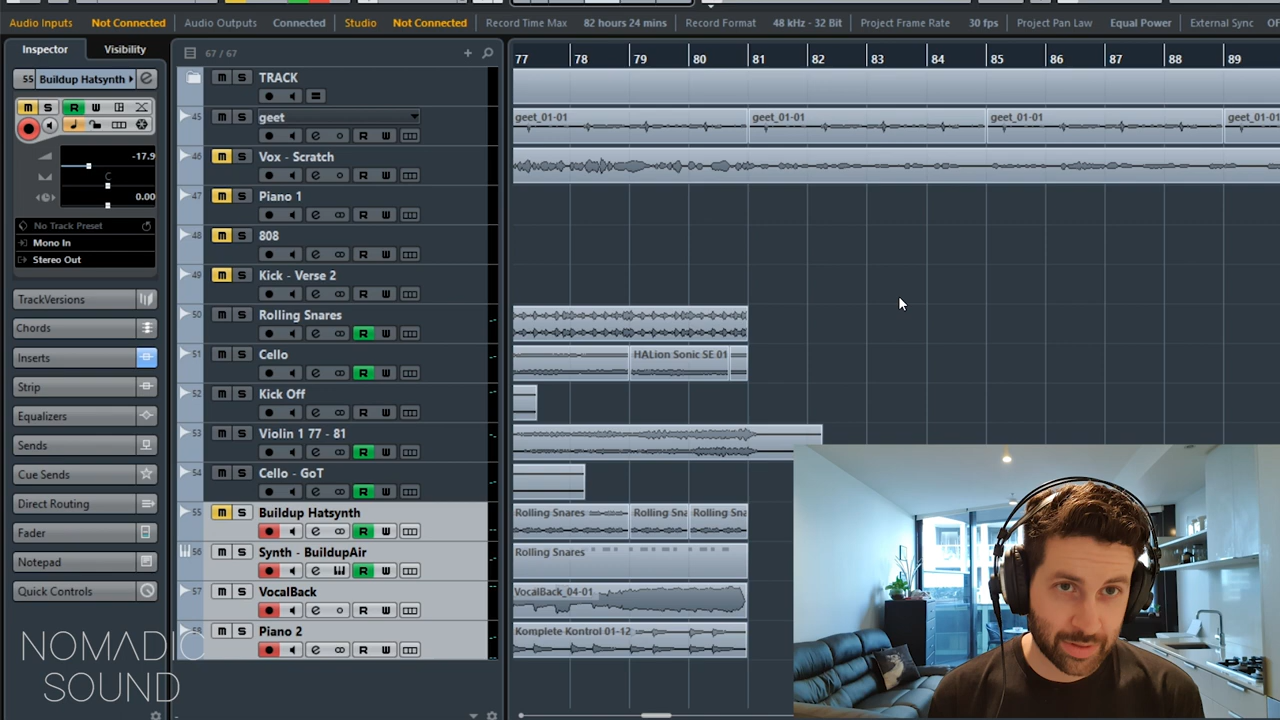 Audio Inputs Not Connected Audio Outputs Connected Studio Not Connected Record Time Max 82 hours 24 mins Record Format 48 kHz - 32 Bit Project Frame Rate 30 fps Project Pan Law Equal Power External Sync
Inspector Visibility 67 / 67
77 78 79 80 81 82 83 84 85 86 87 88 89
55 Buildup Hatsynth
M S R W
-17.9
C
0.00
No Track Preset
Mono In
Stereo Out
TrackVersions
Chords
Inserts
Strip
Equalizers
Sends
Cue Sends
Direct Routing
Fader
Notepad
Quick Controls
NOMADIC
SOUND
m S TRACK
45 m S geet
e R W
46 m S Vox - Scratch
e R W
47 m S Piano 1
e R W
48 m S 808
e R W
49 m S Kick - Verse 2
e R W
50 m S Rolling Snares
e R W
51 m S Cello
e R W
52 m S Kick Off
e R W
53 m S Violin 1 77 - 81
e R W
54 m S Cello - GoT
e R W
55 m S Buildup Hatsynth
e R W
56 m S Synth - BuildupAir
e R W
57 m S VocalBack
e R W
m S Piano 2
e R W
geet_01-01 geet_01-01 geet_01-01 geet_01-01
HALion Sonic SE 01
Rolling Snares Rolling Sna Rolling Sna
Rolling Snares
VocalBack_04-01
Komplete Kontrol 01-12